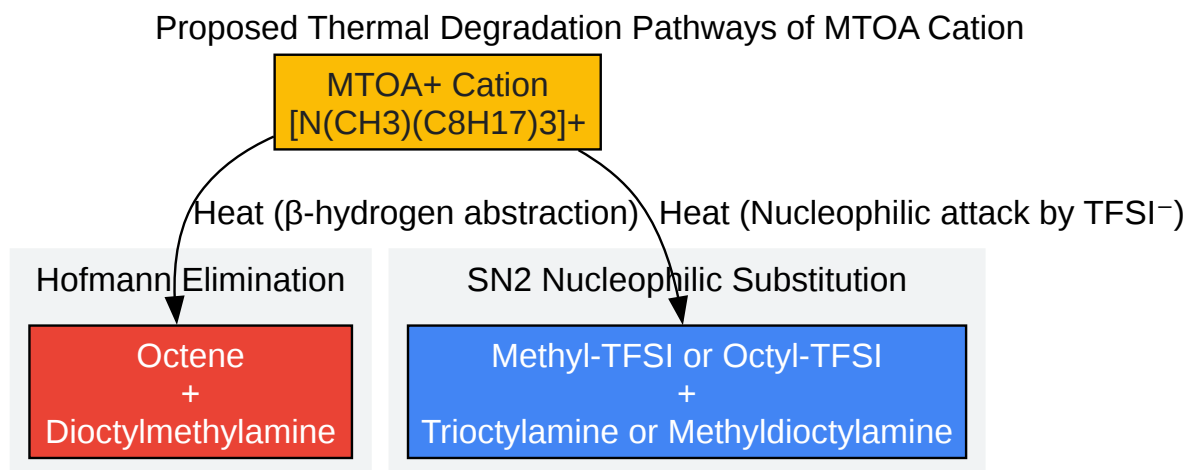 Proposed Thermal Degradation Pathways of MTOA Cation
MTOA+ Cation
[N(CH3)(C8H17)3]+
Heat (β-hydrogen abstraction)
Heat (Nucleophilic attack by TFSI⁻)
Hofmann Elimination
SN2 Nucleophilic Substitution
Octene
+
Dioctylmethylamine
Methyl-TFSI or Octyl-TFSI
+
Trioctylamine or Methyldioctylamine